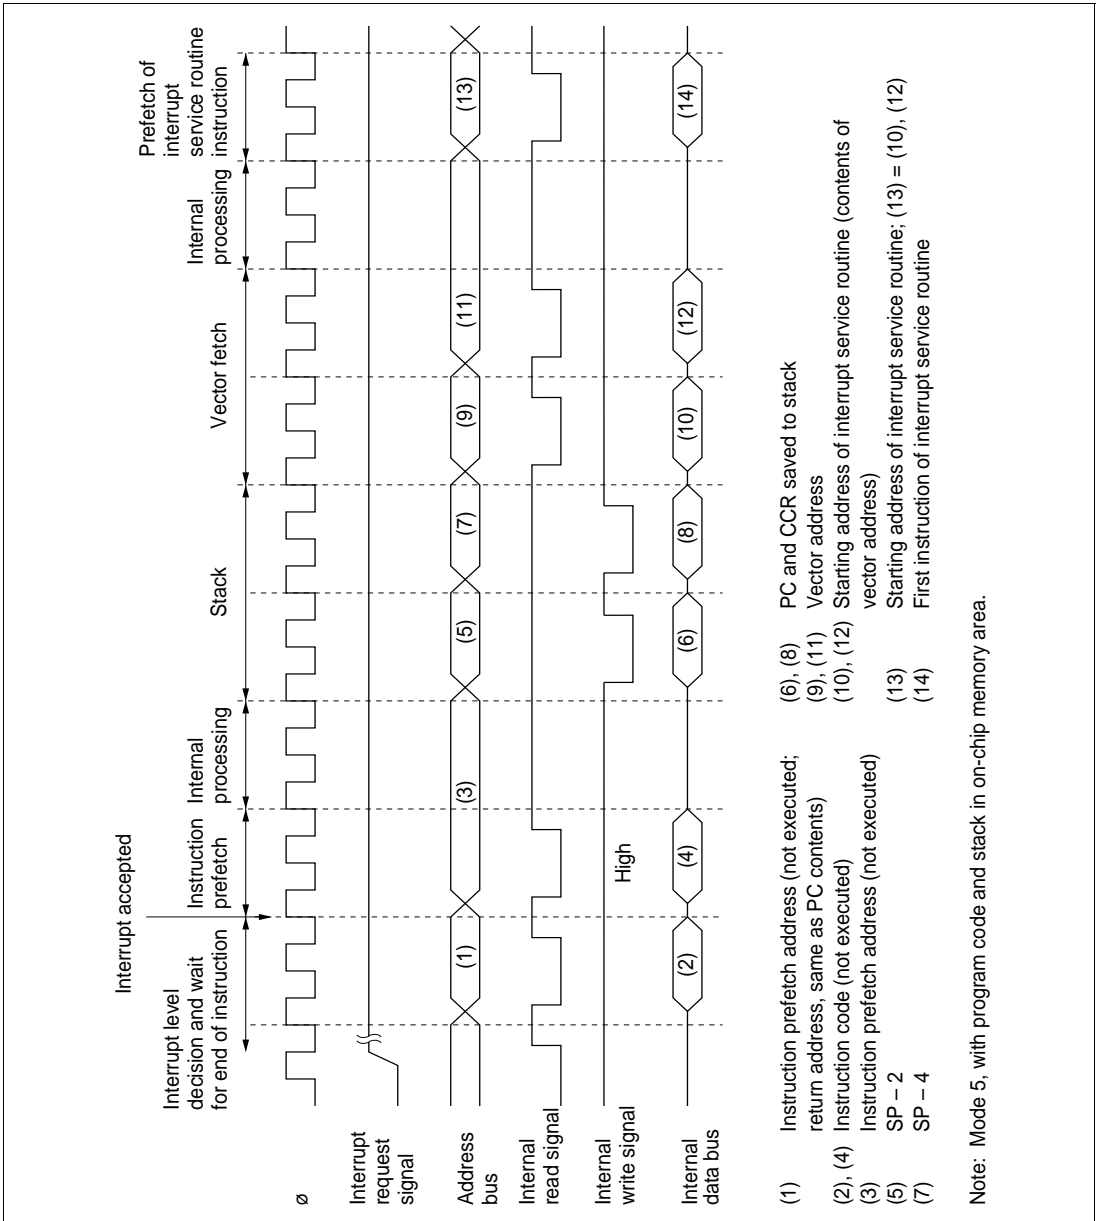 Interrupt accepted
Interrupt level
decision and wait
for end of instruction
Instruction
prefetch
Internal
processing
Stack
Vector fetch
Internal
processing
Prefetch of
interrupt
service routine
instruction
ø
Interrupt
request
signal
Address
bus
(1)
(3)
(5)
(7)
(9)
(11)
(13)
Internal
read signal
Internal
write signal
High
Internal
data bus
(2)
(4)
(6)
(8)
(10)
(12)
(14)
(1) Instruction prefetch address (not executed;
return address, same as PC contents)
(2), (4) Instruction code (not executed)
(3) Instruction prefetch address (not executed)
(5) SP – 2
(7) SP – 4
(6), (8) PC and CCR saved to stack
(9), (11) Vector address
(10), (12) Starting address of interrupt service routine (contents of
vector address)
(13) Starting address of interrupt service routine; (13) = (10), (12)
(14) First instruction of interrupt service routine
Note: Mode 5, with program code and stack in on-chip memory area.